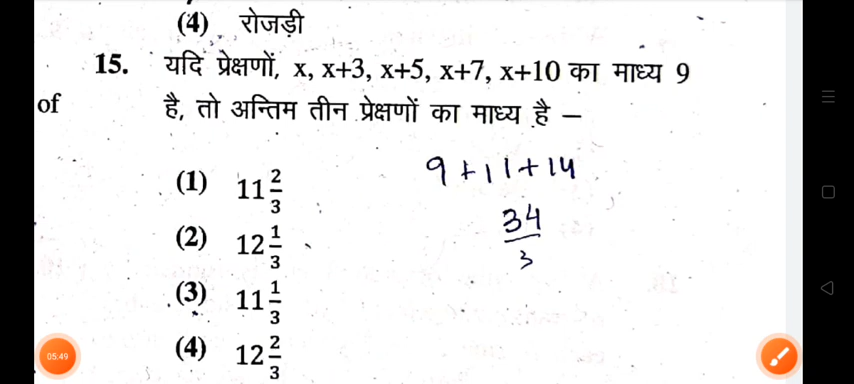 (4) रोजड़ी
15. यदि प्रेक्षणों, x, x+3, x+5, x+7, x+10 का माध्य 9
of है, तो अन्तिम तीन प्रेक्षणों का माध्य है –
(1) 11 2/3
9+11+14
(2) 12 1/3
34/3
(3) 11 1/3
(4) 12 2/3
05:49